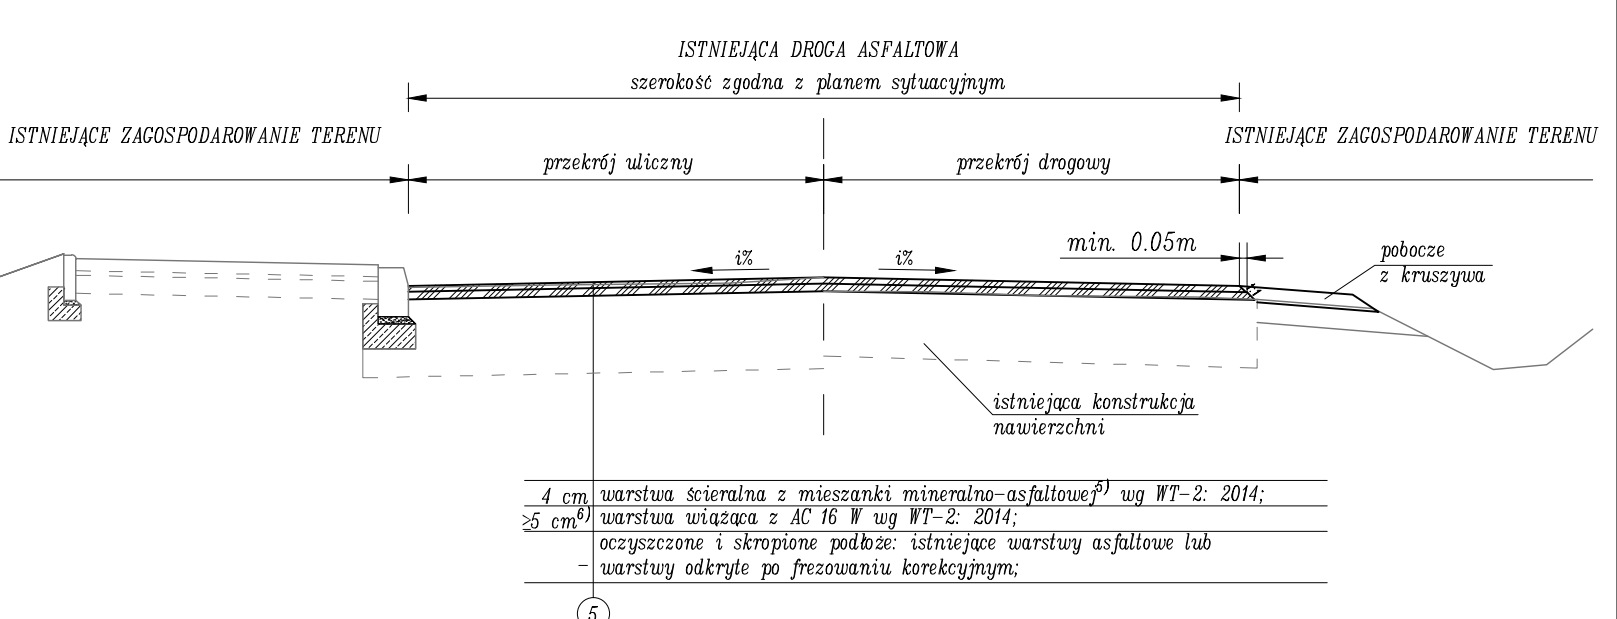 ISTNIEJĄCA DROGA ASFALTOWA
szerokość zgodna z planem sytuacyjnym
ISTNIEJĄCE ZAGOSPODAROWANIE TERENU
ISTNIEJĄCE ZAGOSPODAROWANIE TERENU
przekrój uliczny
przekrój drogowy
min. 0.05m
i%
i%
pobocze
z kruszywa
istniejąca konstrukcja
nawierzchni
4 cm warstwa ścieralna z mieszanki mineralno-asfaltowej⁵⁾ wg WT-2: 2014;
≥5 cm⁶⁾ warstwa wiążąca z AC 16 W wg WT-2: 2014;
oczyszczone i skropione podłoże: istniejące warstwy asfaltowe lub
- warstwy odkryte po frezowaniu korekcyjnym;
5